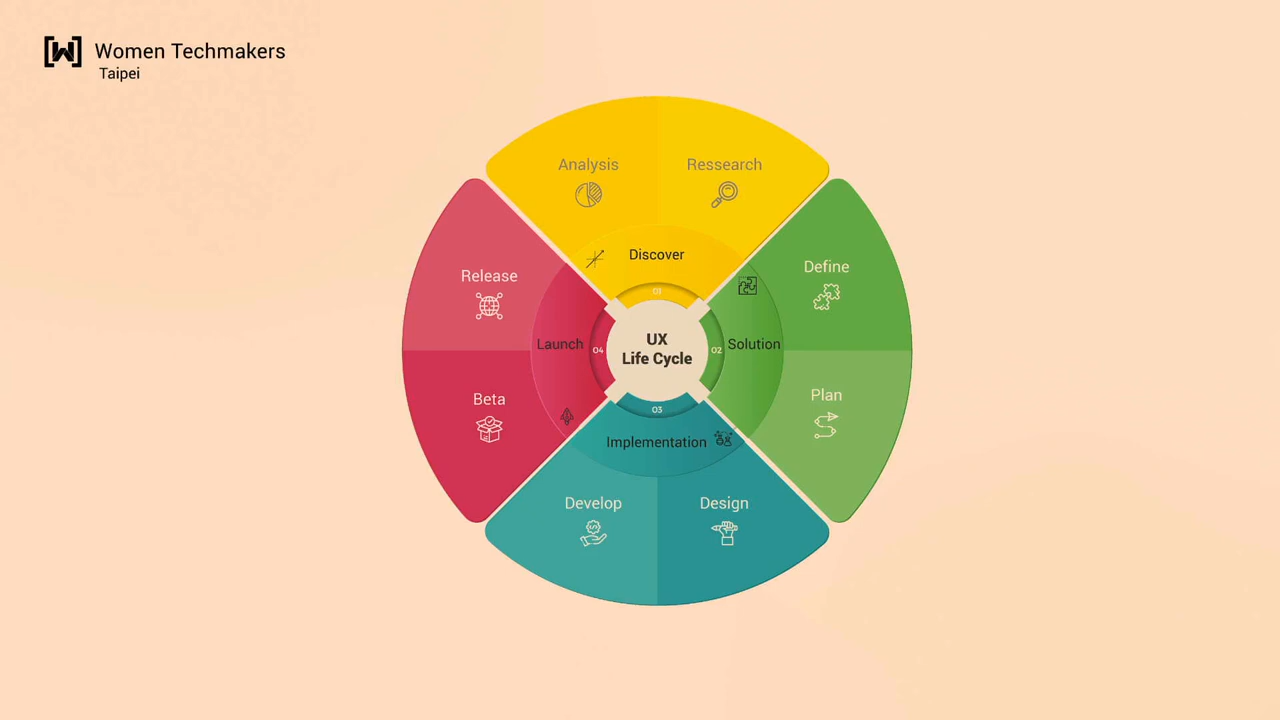 Women Techmakers
Taipei
Analysis
Ressearch
Discover
01
Define
Release
UX
Life Cycle
Launch
04
02
Solution
Plan
Beta
03
Implementation
Develop
Design